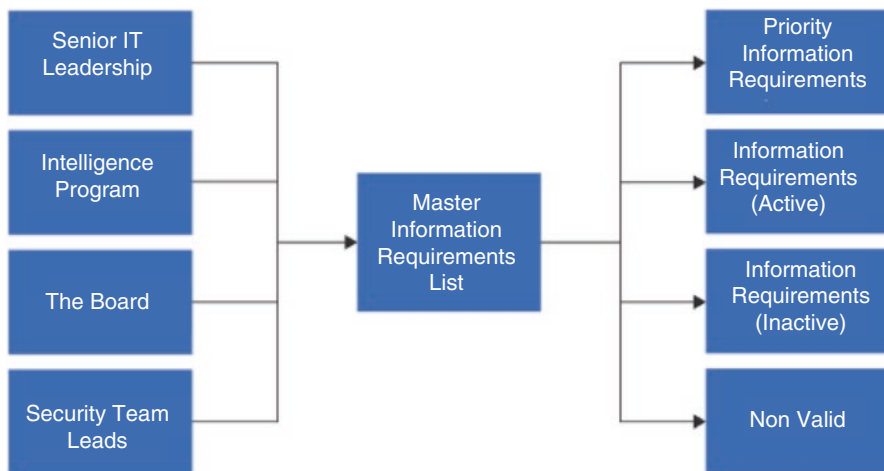 Senior IT
Leadership
Intelligence
Program
The Board
Security Team
Leads
Master
Information
Requirements
List
Priority
Information
Requirements
Information
Requirements
(Active)
Information
Requirements
(Inactive)
Non Valid